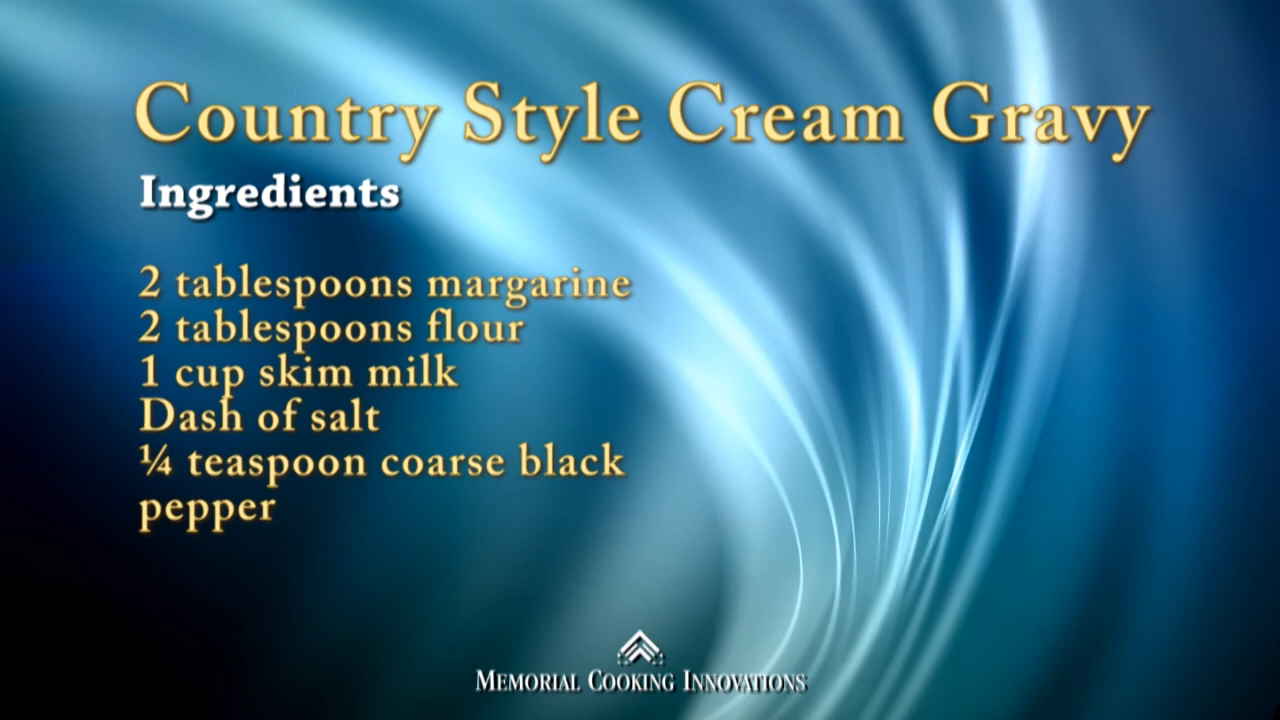 Country Style Cream Gravy
Ingredients
2 tablespoons margarine
2 tablespoons flour
1 cup skim milk
Dash of salt
¼ teaspoon coarse black
pepper
MEMORIAL COOKING INNOVATIONS